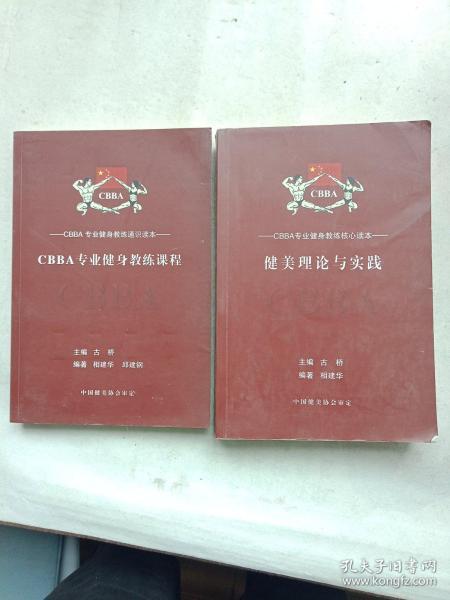 CBBA
——CBBA 专业健身教练通识读本——
CBBA专业健身教练课程
主编 古 桥
编著 相建华 邱建钢
中国健美协会审定
CBBA
——CBBA专业健身教练核心读本——
健美理论与实践
主编 古 桥
编著 相建华
中国健美协会审定
孔夫子旧书网
www.kongfz.com